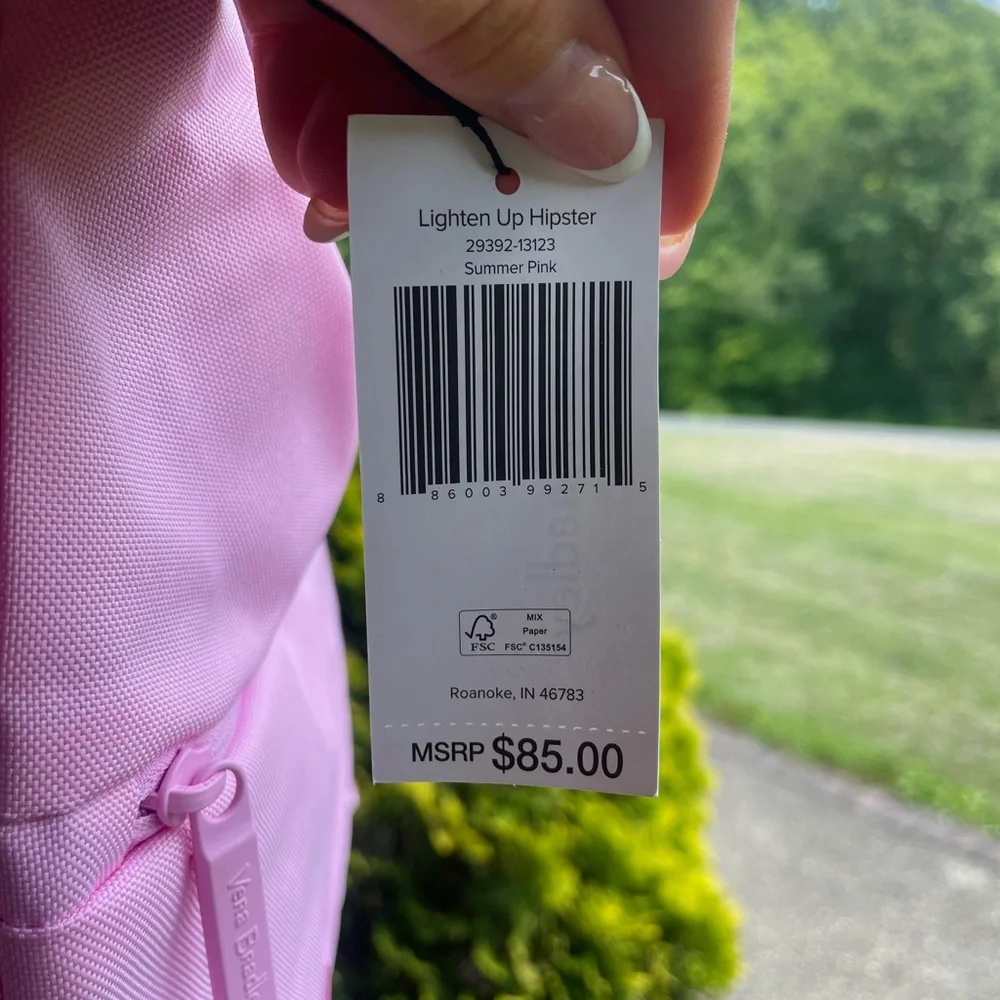 Lighten Up Hipster
29392-13123
Summer Pink
8 86003 99271 5
MIX
Paper
FSC® C135154
FSC
Roanoke, IN 46783
MSRP $85.00
Vera